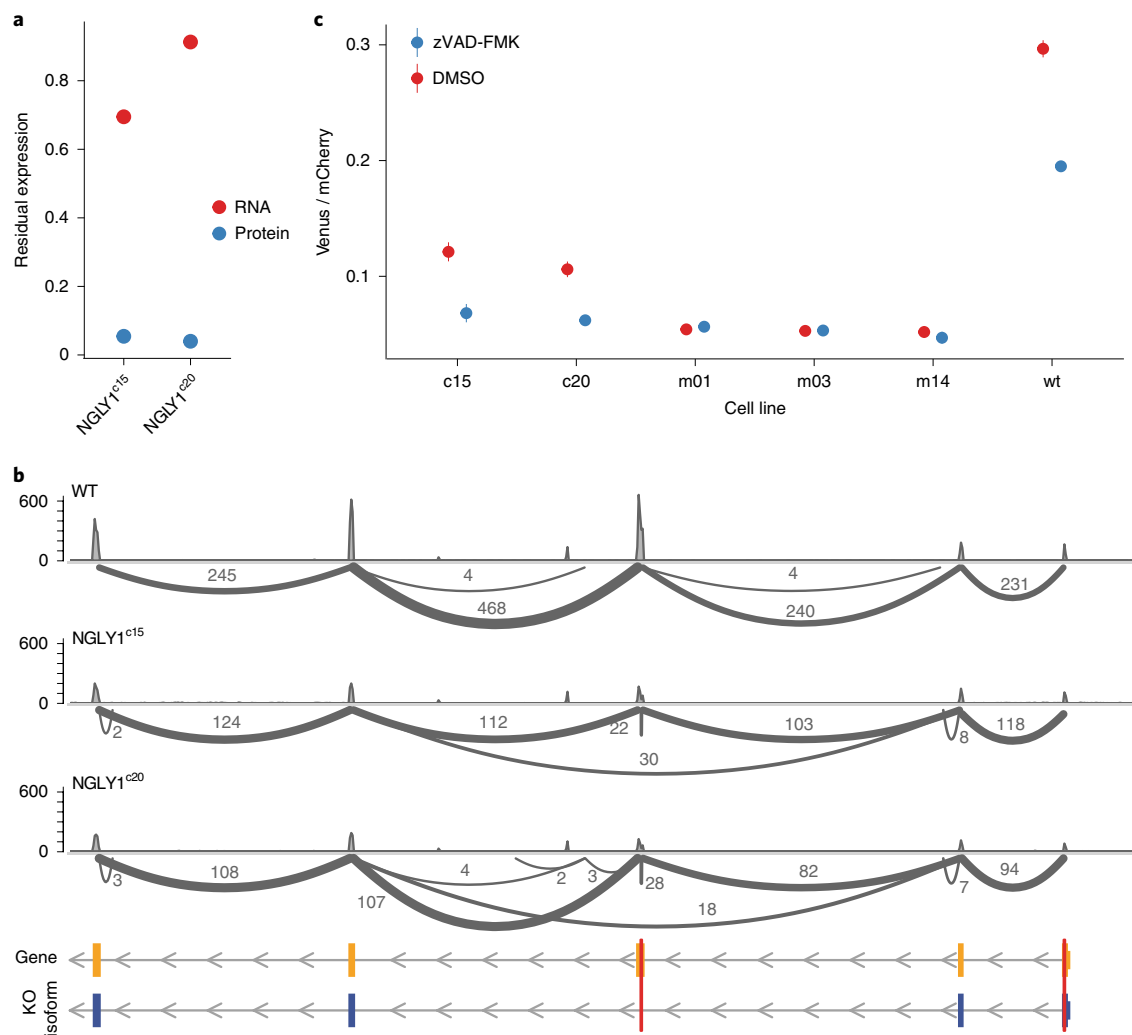 a
Residual expression
0.8
0.6
0.4
0.2
0
RNA
Protein
NGLY1c15
NGLY1c20
c
Venus / mCherry
0.3
0.2
0.1
zVAD-FMK
DMSO
c15
c20
m01
m03
m14
wt
Cell line
b
WT
600
0
245
4
468
4
240
231
NGLY1c15
600
0
2
124
112
22
103
8
118
30
NGLY1c20
600
0
3
108
4
2
3
28
82
7
94
107
18
Gene
KO
isoform